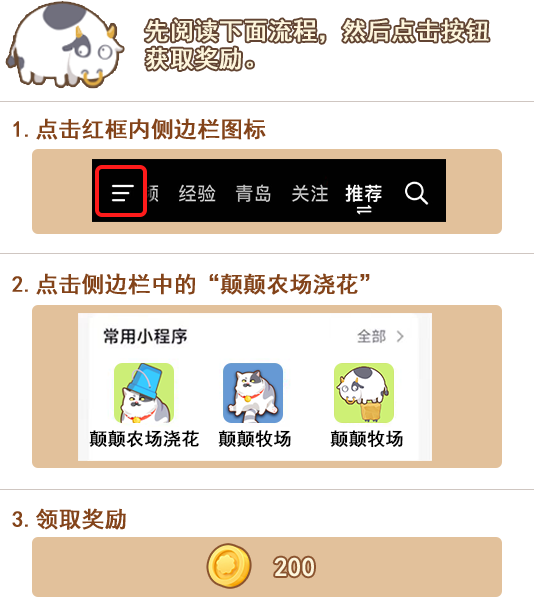 先阅读下面流程，然后点击按钮
获取奖励。
1. 点击红框内侧边栏图标
经验 青岛 关注 推荐
2. 点击侧边栏中的“颠颠农场浇花”
常用小程序 全部 >
颠颠农场浇花 颠颠牧场 颠颠牧场
3. 领取奖励
200